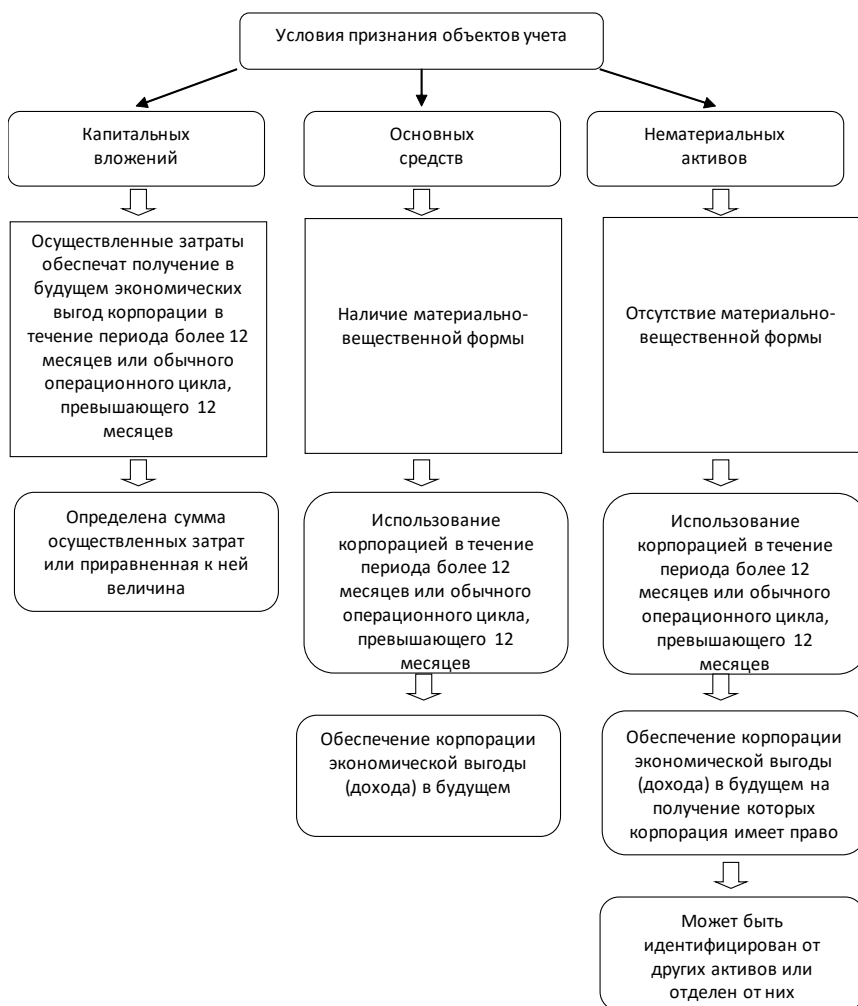 Условия признания объектов учета
Капитальных
вложений
Основных
средств
Нематериальных
активов
Осуществленные затраты
обеспечат получение в
будущем экономических
выгод корпорации в
течение периода более 12
месяцев или обычного
операционного цикла,
превышающего 12
месяцев
Наличие материально-
вещественной формы
Отсутствие материально-
вещественной формы
Определена сумма
осуществленных затрат
или приравненная к ней
величина
Использование
корпорацией в течение
периода более 12
месяцев или обычного
операционного цикла,
превышающего 12
месяцев
Использование
корпорацией в течение
периода более 12
месяцев или обычного
операционного цикла,
превышающего 12
месяцев
Обеспечение корпорации
экономической выгоды
(дохода) в будущем
Обеспечение корпорации
экономической выгоды
(дохода) в будущем на
получение которых
корпорация имеет право
Может быть
идентифицирован от
других активов или
отделен от них